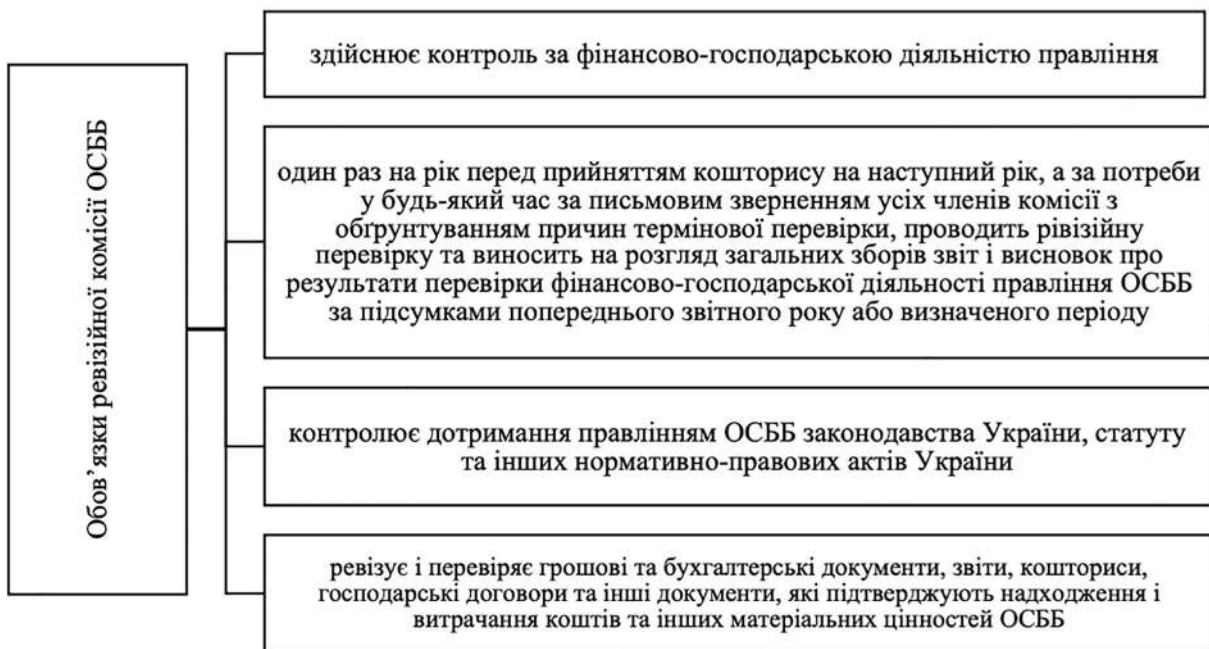 Обов’язки ревізійної комісії ОСББ
здійснює контроль за фінансово-господарською діяльністю правління
один раз на рік перед прийняттям кошторису на наступний рік, а за потреби
у будь-який час за письмовим зверненням усіх членів комісії з
обґрунтуванням причин термінової перевірки, проводить рівізійну
перевірку та виносить на розгляд загальних зборів звіт і висновок про
результати перевірки фінансово-господарської діяльності правління ОСББ
за підсумками попереднього звітного року або визначеного періоду
контролює дотримання правлінням ОСББ законодавства України, статуту
та інших нормативно-правових актів України
ревізує і перевіряє грошові та бухгалтерські документи, звіти, кошториси,
господарські договори та інші документи, які підтверджують надходження і
витрачання коштів та інших матеріальних цінностей ОСББ